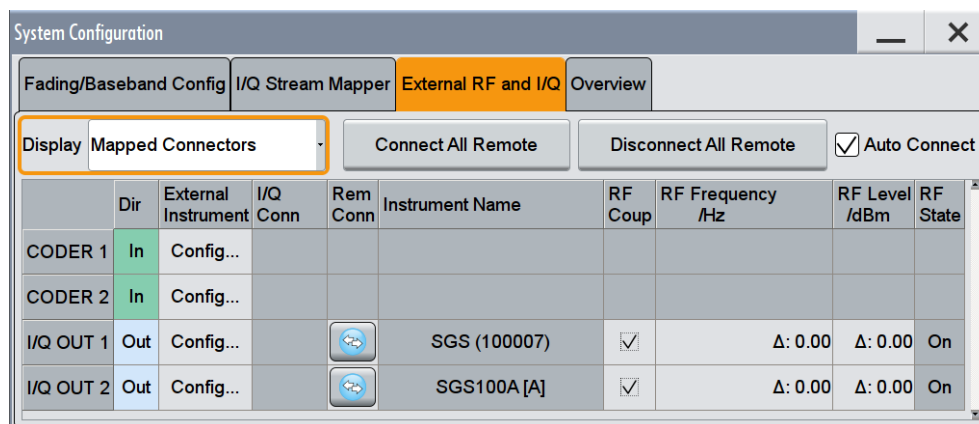 System Configuration
Fading/Baseband Config I/Q Stream Mapper External RF and I/Q Overview
Display Mapped Connectors Connect All Remote Disconnect All Remote Auto Connect
Dir External Instrument I/Q Conn Rem Conn Instrument Name RF Coup RF Frequency /Hz RF Level /dBm RF State
CODER 1 In Config...
CODER 2 In Config...
I/Q OUT 1 Out Config... SGS (100007) Δ: 0.00 Δ: 0.00 On
I/Q OUT 2 Out Config... SGS100A [A] Δ: 0.00 Δ: 0.00 On